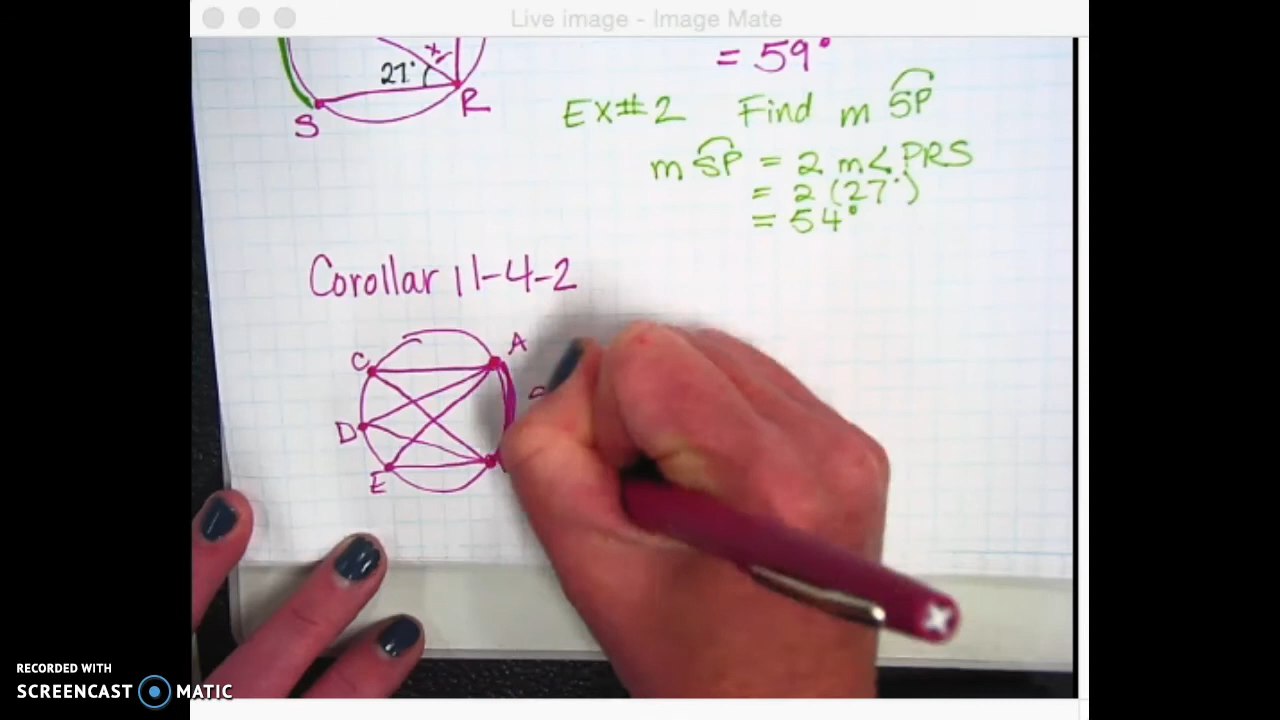 Live image - Image Mate
x
27°
= 59°
S
R
EX#2 Find m SP
m SP = 2 m< PRS
= 2 (27°)
= 54°
Corollar 11-4-2
C
A
D
E
RECORDED WITH
SCREENCAST MATIC